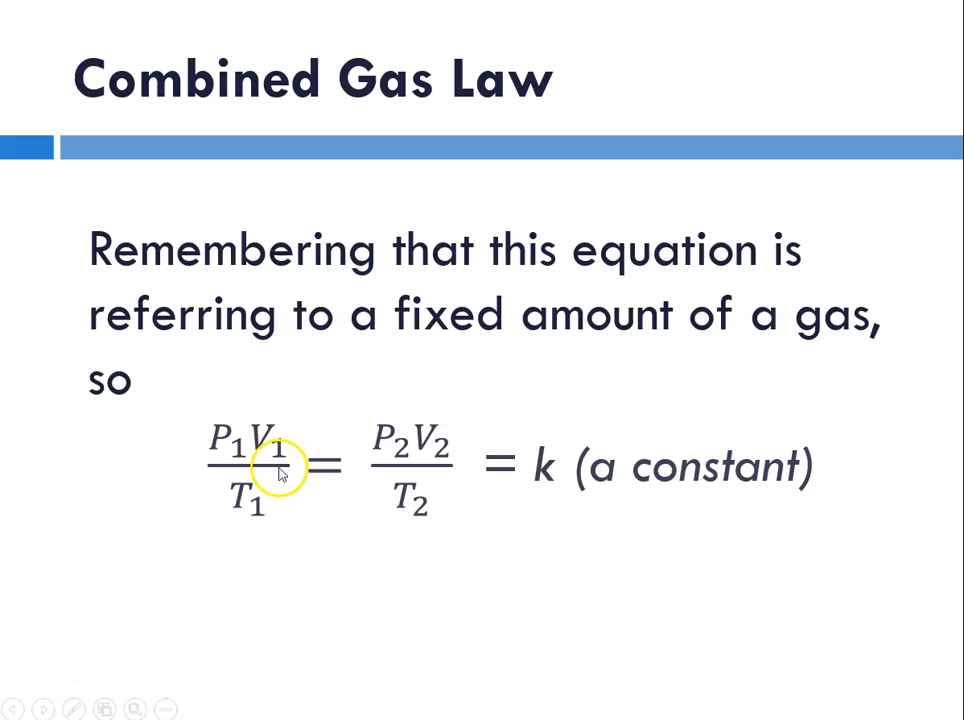 Combined Gas Law
Remembering that this equation is
referring to a fixed amount of a gas,
so
P₁V₁/T₁ = P₂V₂/T₂ = k (a constant)